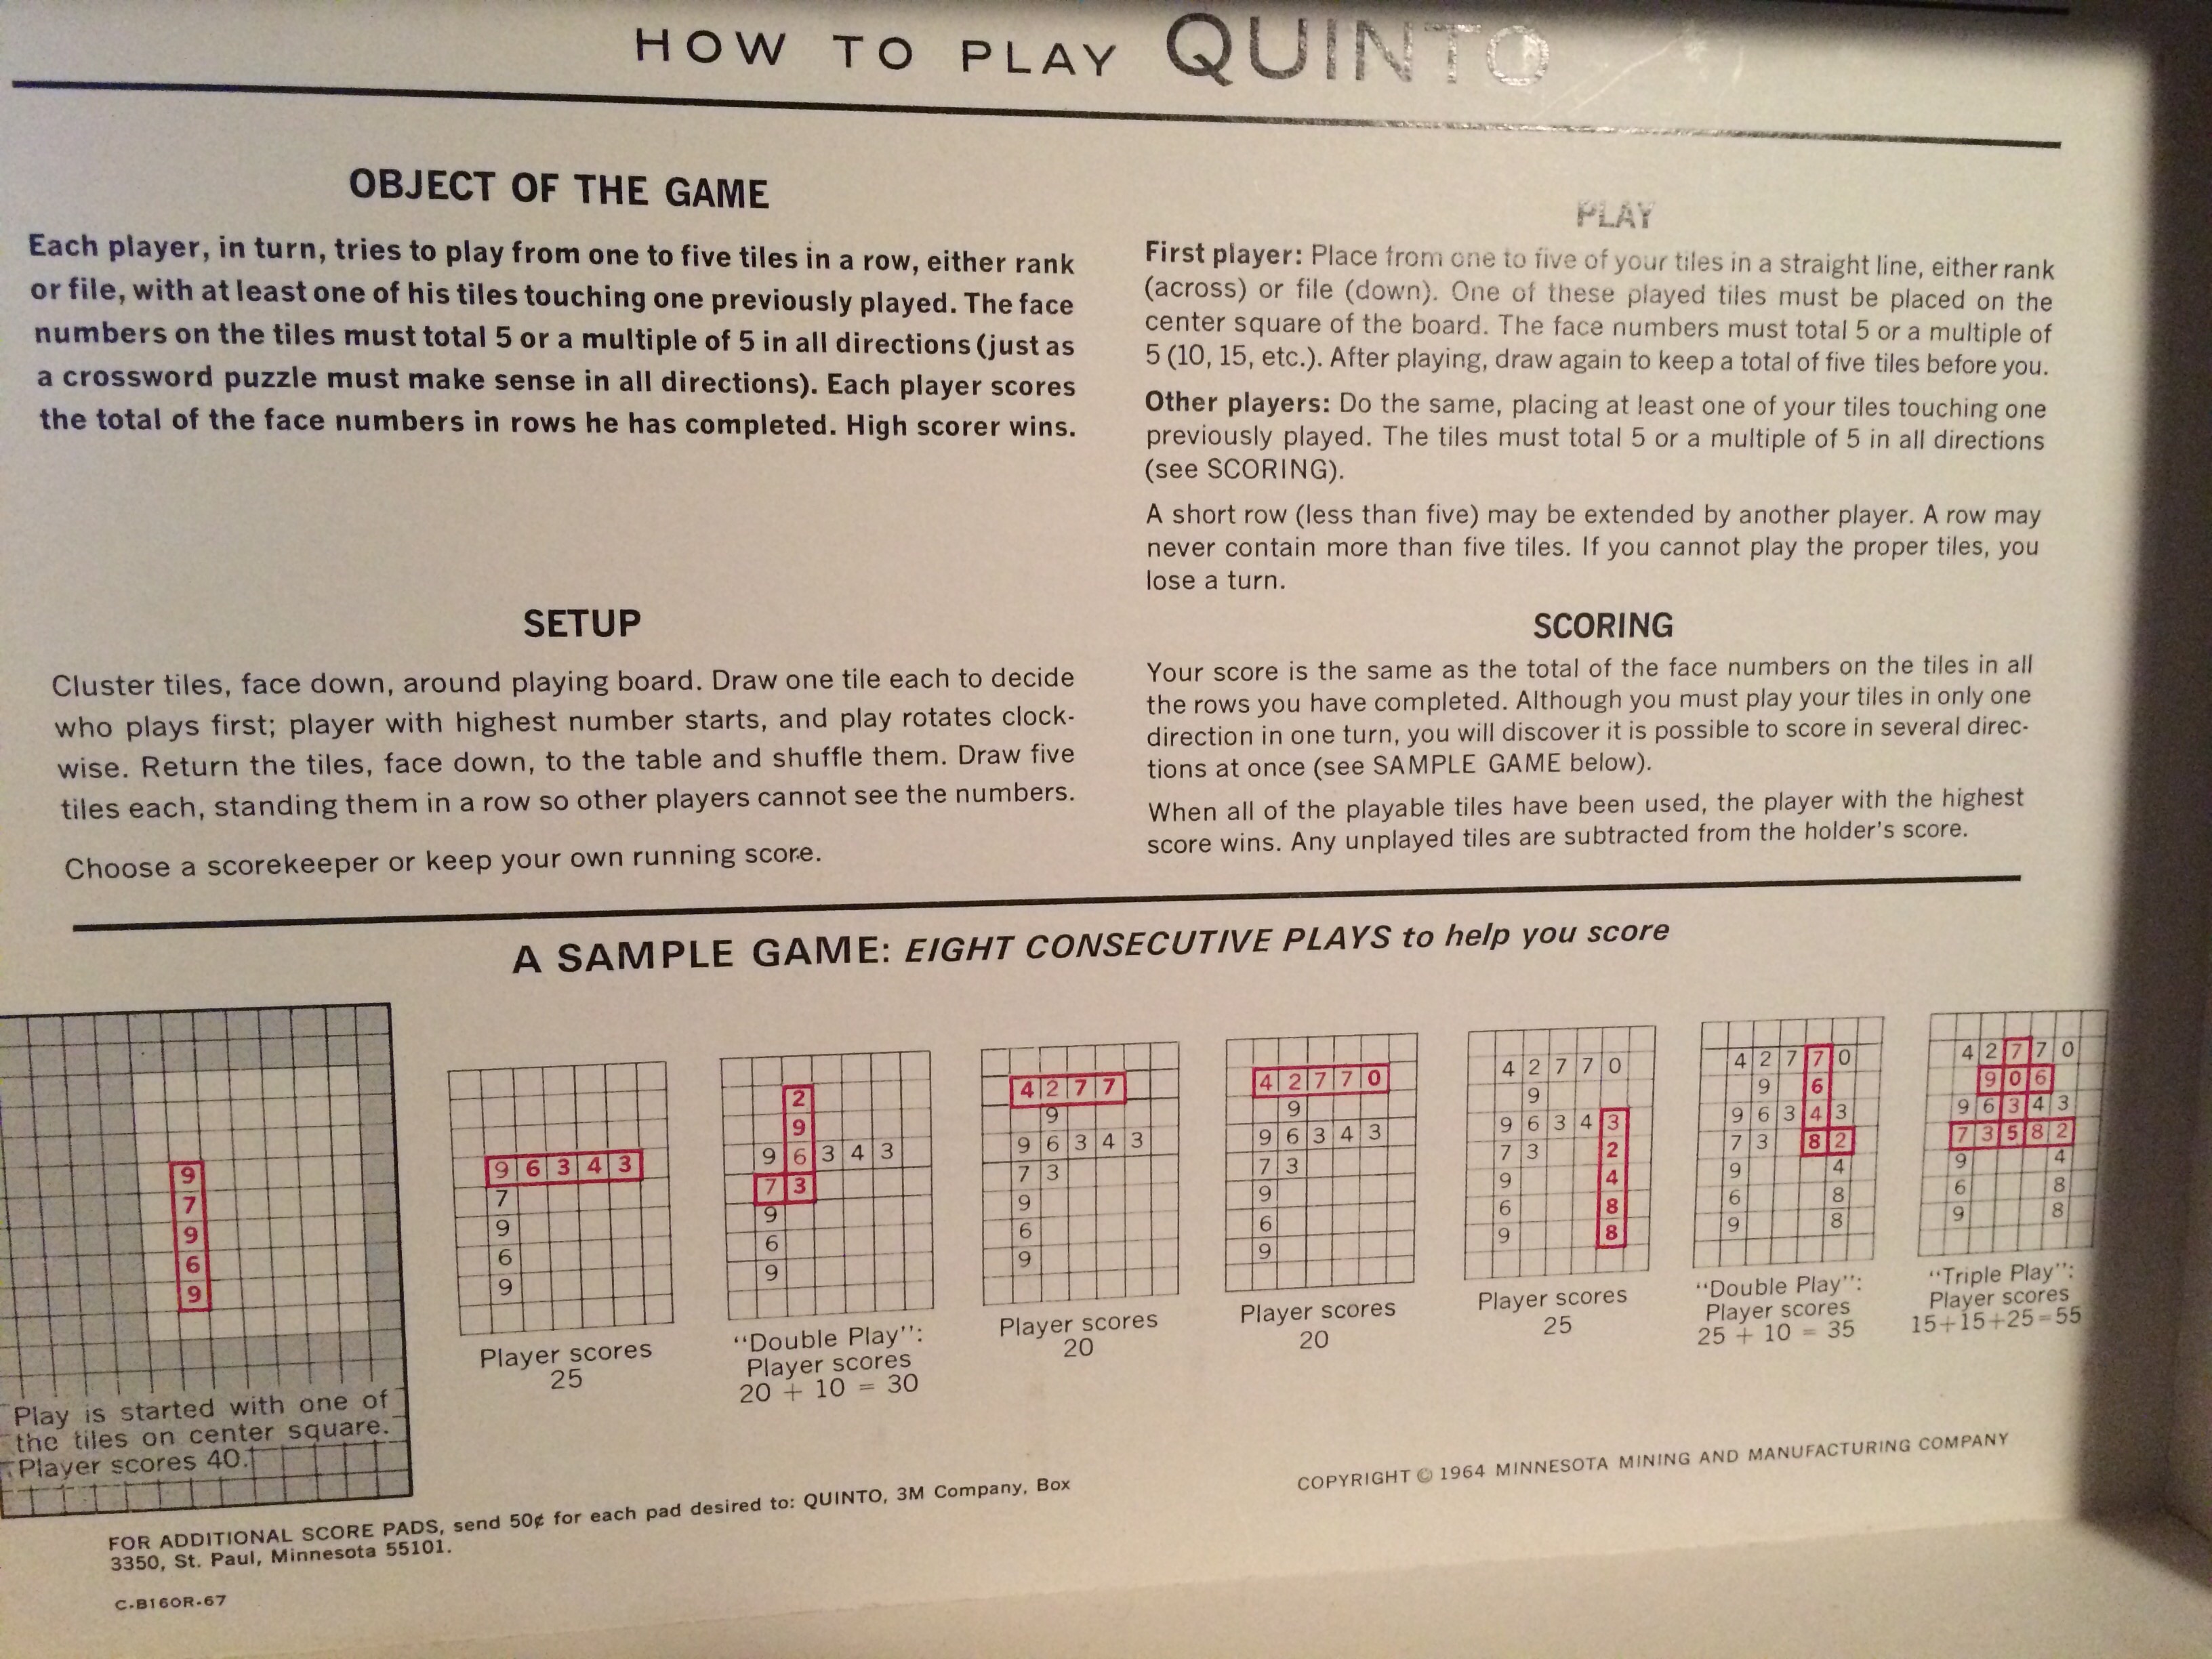 HOW TO PLAY QUINTO
OBJECT OF THE GAME
Each player, in turn, tries to play from one to five tiles in a row, either rank
or file, with at least one of his tiles touching one previously played. The face
numbers on the tiles must total 5 or a multiple of 5 in all directions (just as
a crossword puzzle must make sense in all directions). Each player scores
the total of the face numbers in rows he has completed. High scorer wins.
SETUP
Cluster tiles, face down, around playing board. Draw one tile each to decide
who plays first; player with highest number starts, and play rotates clock-
wise. Return the tiles, face down, to the table and shuffle them. Draw five
tiles each, standing them in a row so other players cannot see the numbers.
Choose a scorekeeper or keep your own running score.
PLAY
First player: Place from one to five of your tiles in a straight line, either rank
(across) or file (down). One of these played tiles must be placed on the
center square of the board. The face numbers must total 5 or a multiple of
5 (10, 15, etc.). After playing, draw again to keep a total of five tiles before you.
Other players: Do the same, placing at least one of your tiles touching one
previously played. The tiles must total 5 or a multiple of 5 in all directions
(see SCORING).
A short row (less than five) may be extended by another player. A row may
never contain more than five tiles. If you cannot play the proper tiles, you
lose a turn.
SCORING
Your score is the same as the total of the face numbers on the tiles in all
the rows you have completed. Although you must play your tiles in only one
direction in one turn, you will discover it is possible to score in several direc-
tions at once (see SAMPLE GAME below).
When all of the playable tiles have been used, the player with the highest
score wins. Any unplayed tiles are subtracted from the holder's score.
A SAMPLE GAME: EIGHT CONSECUTIVE PLAYS to help you score
9
7
9
6
9
Play is started with one of
the tiles on center square.
Player scores 40.
9 6 3 4 3
7
9
6
9
Player scores
25
2
9
9 6 3 4 3
7 3
9
6
9
"Double Play":
Player scores
20 + 10 = 30
4 2 7 7
9
9 6 3 4 3
7 3
9
6
9
Player scores
20
4 2 7 7 0
9
9 6 3 4 3
7 3
9
6
9
Player scores
20
4 2 7 7 0
9
9 6 3 4 3
7 3 2
9 4
6 8
9 8
Player scores
25
4 2 7 7 0
9 6
9 6 3 4 3
7 3 8 2
9 4
6 8
9 8
"Double Play":
Player scores
25 + 10 = 35
4 2 7 7 0
9 0 6
9 6 3 4 3
7 3 5 8 2
9 4
6 8
9 8
"Triple Play":
Player scores
15+15+25=55
FOR ADDITIONAL SCORE PADS, send 50¢ for each pad desired to: QUINTO, 3M Company, Box
3350, St. Paul, Minnesota 55101.
C-B160R-67
COPYRIGHT © 1964 MINNESOTA MINING AND MANUFACTURING COMPANY